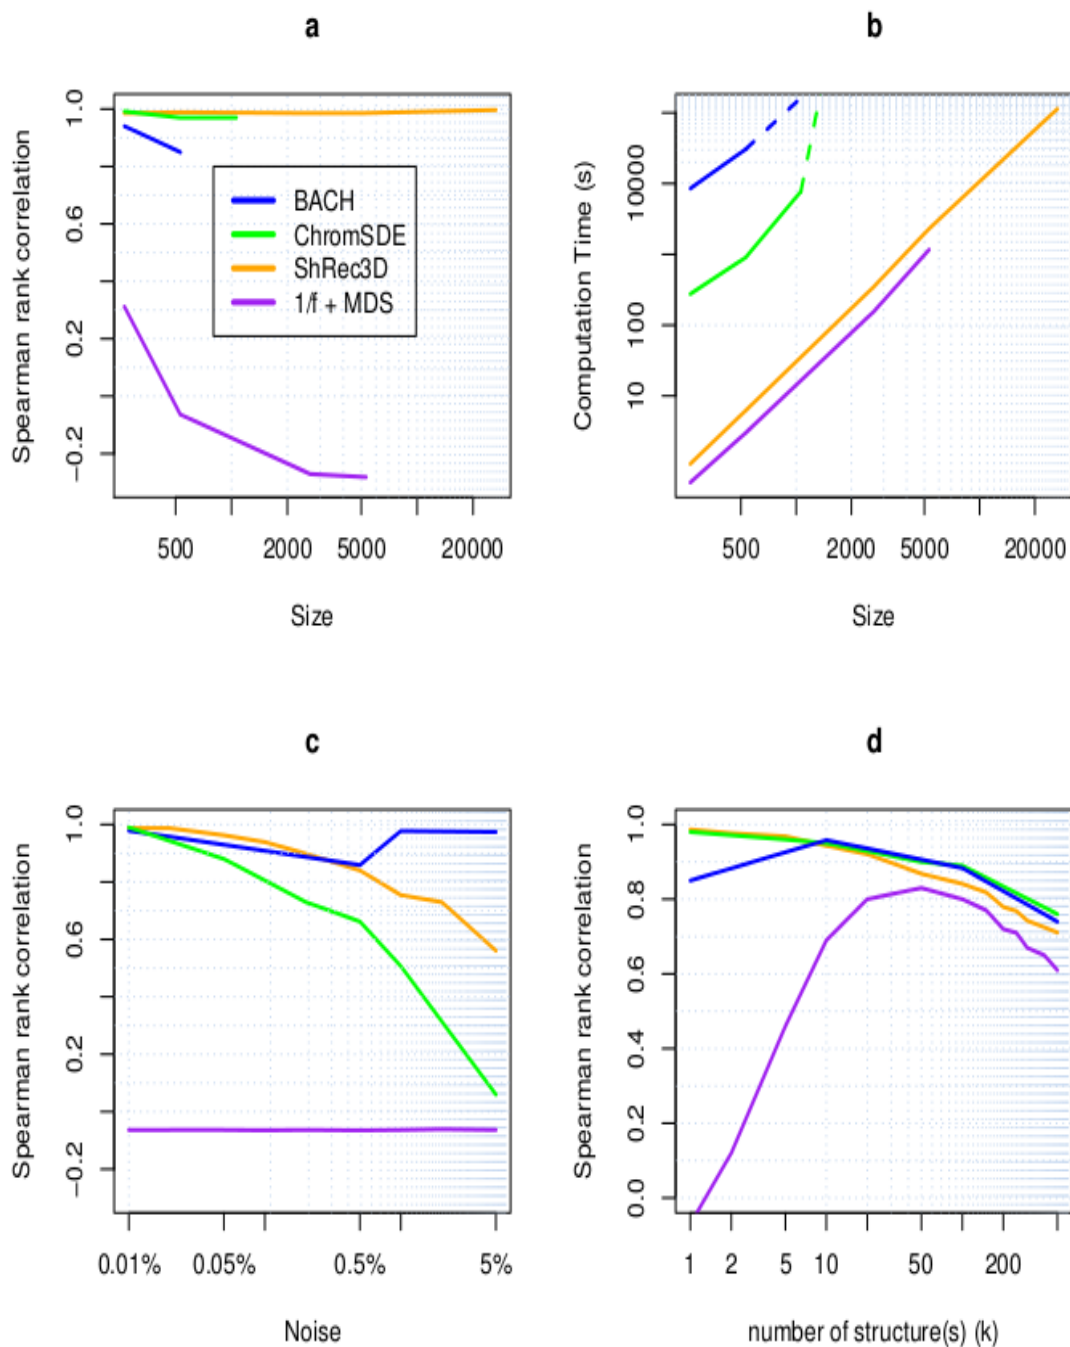 a
Spearman rank correlation
1.0
0.6
0.2
−0.2
BACH
ChromSDE
ShRec3D
1/f + MDS
500
2000
5000
20000
Size
b
Computation Time (s)
10000
100
10
500
2000
5000
20000
Size
c
Spearman rank correlation
1.0
0.6
0.2
−0.2
0.01%
0.05%
0.5%
5%
Noise
d
Spearman rank correlation
1.0
0.8
0.6
0.4
0.2
0.0
1
2
5
10
50
200
number of structure(s) (k)